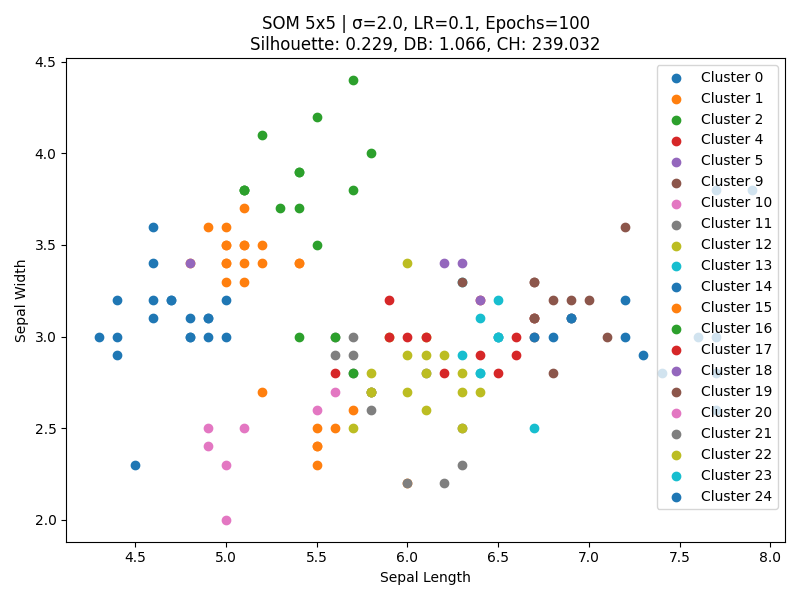 SOM 5x5 | σ=2.0, LR=0.1, Epochs=100
Silhouette: 0.229, DB: 1.066, CH: 239.032
4.5
4.0
3.5
3.0
2.5
2.0
Sepal Width
Cluster 0
Cluster 1
Cluster 2
Cluster 4
Cluster 5
Cluster 9
Cluster 10
Cluster 11
Cluster 12
Cluster 13
Cluster 14
Cluster 15
Cluster 16
Cluster 17
Cluster 18
Cluster 19
Cluster 20
Cluster 21
Cluster 22
Cluster 23
Cluster 24
4.5 5.0 5.5 6.0 6.5 7.0 7.5 8.0
Sepal Length